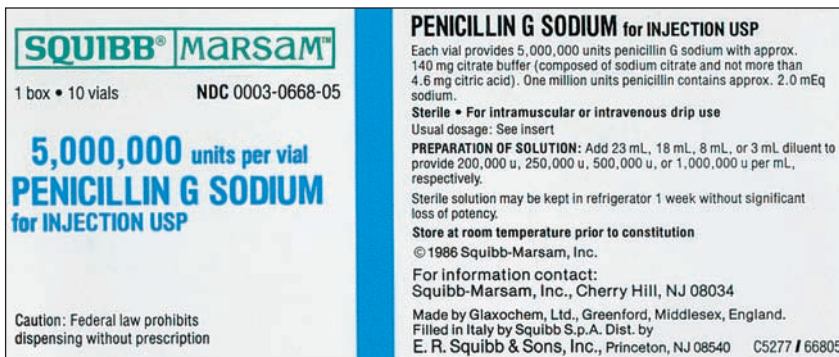 SQUIBB® MARSAM™
1 box • 10 vials NDC 0003-0668-05
5,000,000 units per vial
PENICILLIN G SODIUM
for INJECTION USP
Caution: Federal law prohibits
dispensing without prescription
PENICILLIN G SODIUM for INJECTION USP
Each vial provides 5,000,000 units penicillin G sodium with approx.
140 mg citrate buffer (composed of sodium citrate and not more than
4.6 mg citric acid). One million units penicillin contains approx. 2.0 mEq
sodium.
Sterile • For intramuscular or intravenous drip use
Usual dosage: See insert
PREPARATION OF SOLUTION: Add 23 mL, 18 mL, 8 mL, or 3 mL diluent to
provide 200,000 u, 250,000 u, 500,000 u, or 1,000,000 u per mL,
respectively.
Sterile solution may be kept in refrigerator 1 week without significant
loss of potency.
Store at room temperature prior to constitution
© 1986 Squibb-Marsam, Inc.
For information contact:
Squibb-Marsam, Inc., Cherry Hill, NJ 08034
Made by Glaxochem, Ltd., Greenford, Middlesex, England.
Filled in Italy by Squibb S.p.A. Dist. by
E. R. Squibb & Sons, Inc., Princeton, NJ 08540 C5277 / 66805